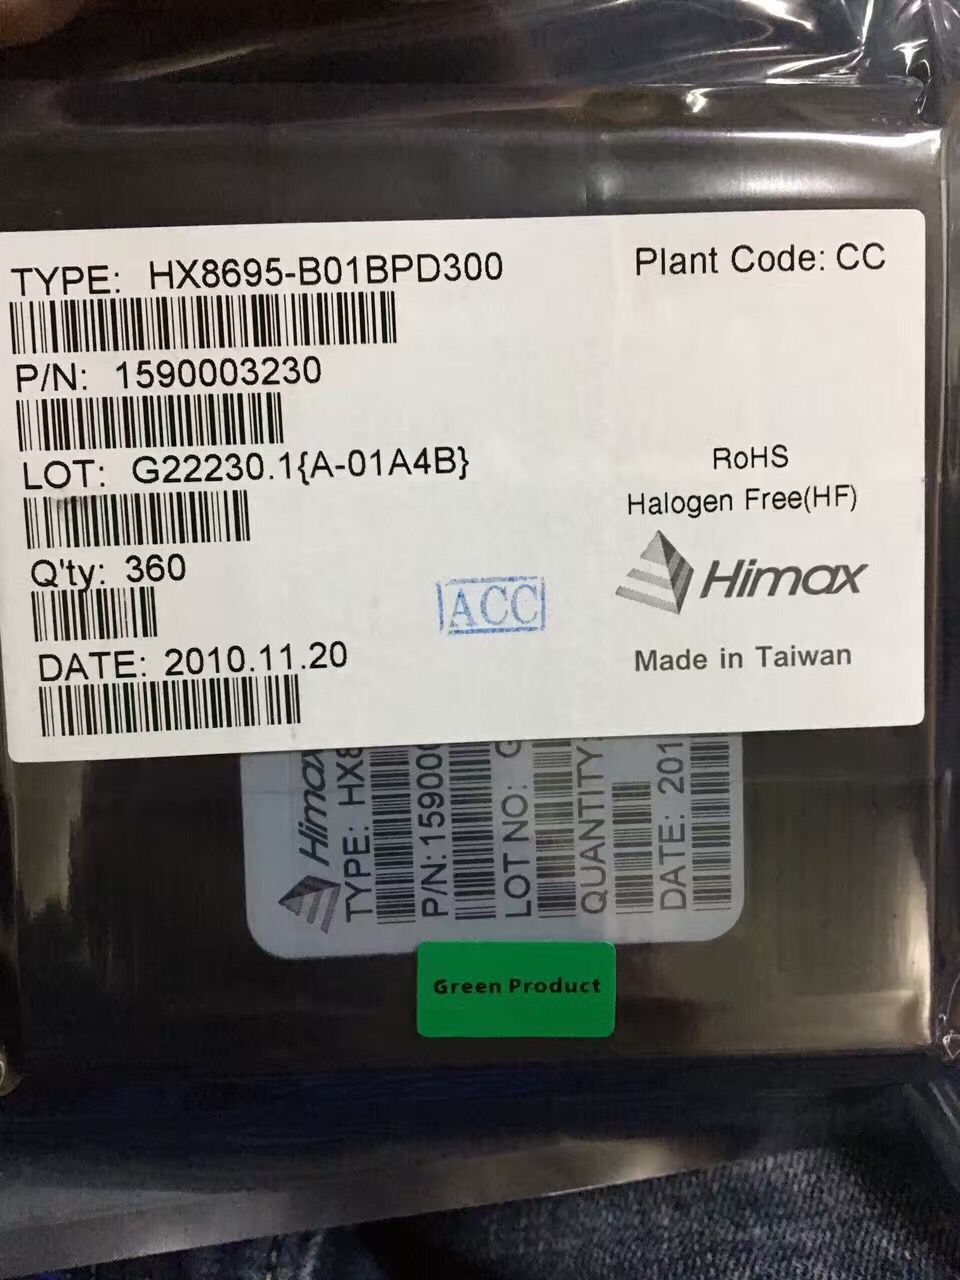 TYPE: HX8695-B01BPD300
Plant Code: CC
P/N: 1590003230
LOT: G22230.1{A-01A4B}
RoHS
Halogen Free(HF)
Q'ty: 360
ACC
Himax
DATE: 2010.11.20
Made in Taiwan
Himax
TYPE: HX8
P/N: 15900
LOT NO: G
QUANTITY:
DATE: 201
Green Product